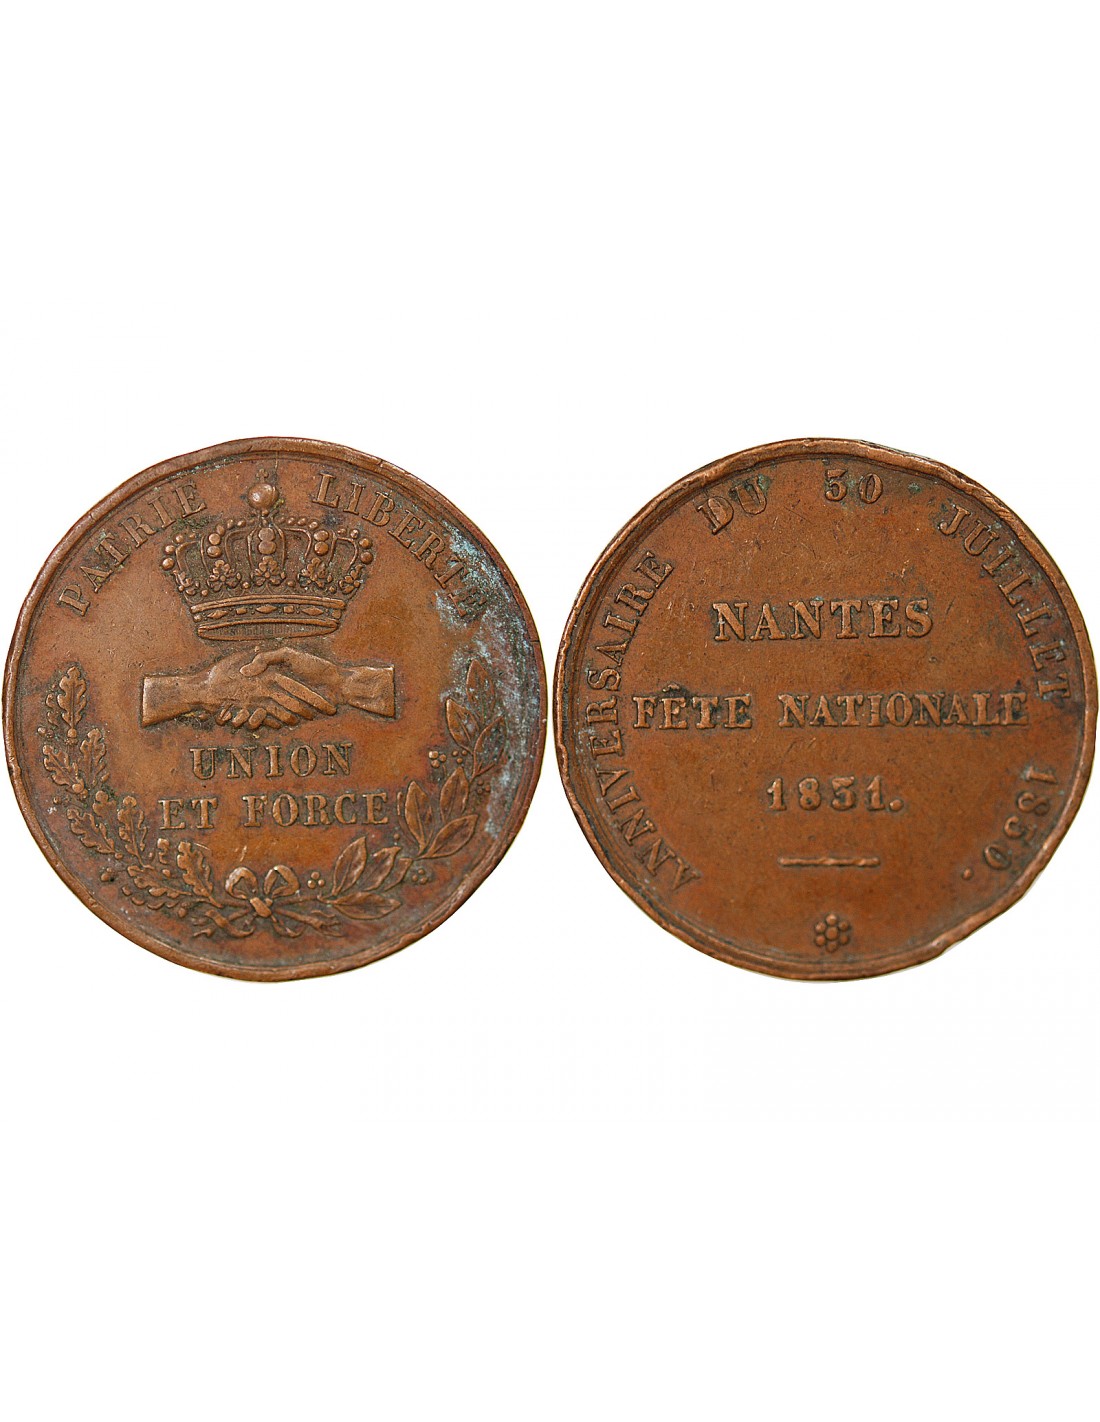 PATRIE LIBERTÉ
UNION
ET FORCE
ANNIVERSAIRE DU 30 JUILLET 1830.
NANTES
FÊTE NATIONALE
1831.